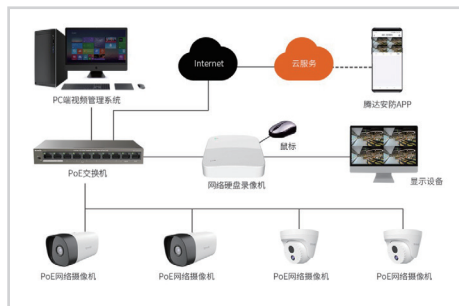 Internet
云服务
PC端视频管理系统
腾达安防APP
鼠标
PoE交换机
网络硬盘录像机
显示设备
PoE网络摄像机
PoE网络摄像机
PoE网络摄像机
PoE网络摄像机